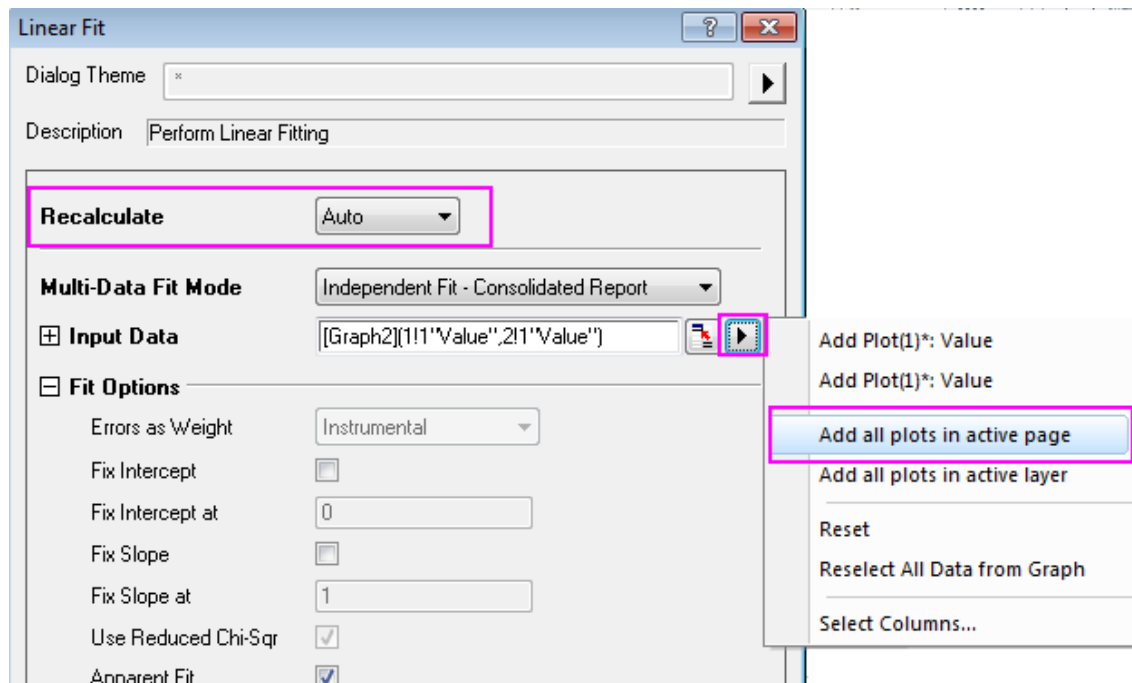 Linear Fit
Dialog Theme *
Description Perform Linear Fitting
Recalculate Auto
Multi-Data Fit Mode Independent Fit - Consolidated Report
Input Data [Graph2](1!1"Value",2!1"Value")
Fit Options
Errors as Weight Instrumental
Fix Intercept
Fix Intercept at 0
Fix Slope
Fix Slope at 1
Use Reduced Chi-Sqr
Apparent Fit
Add Plot(1)*: Value
Add Plot(1)*: Value
Add all plots in active page
Add all plots in active layer
Reset
Reselect All Data from Graph
Select Columns...